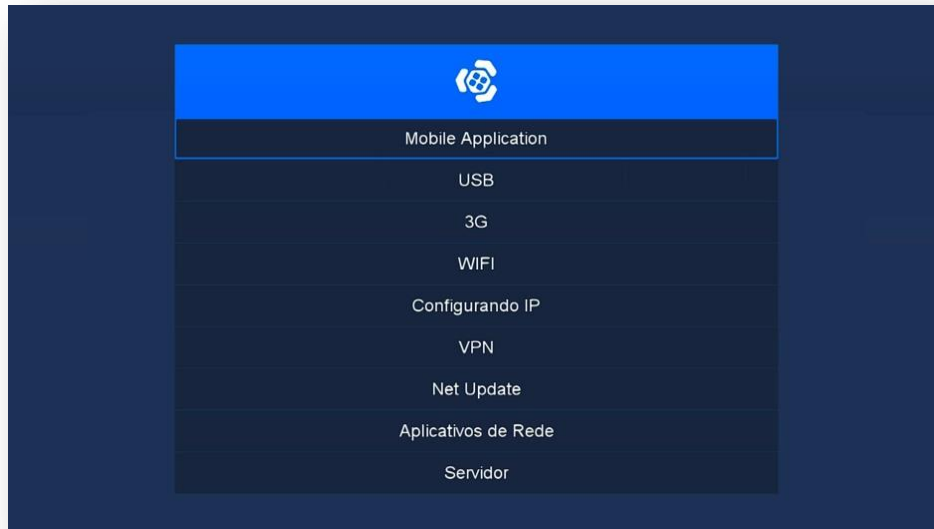 Mobile Application
USB
3G
WIFI
Configurando IP
VPN
Net Update
Aplicativos de Rede
Servidor